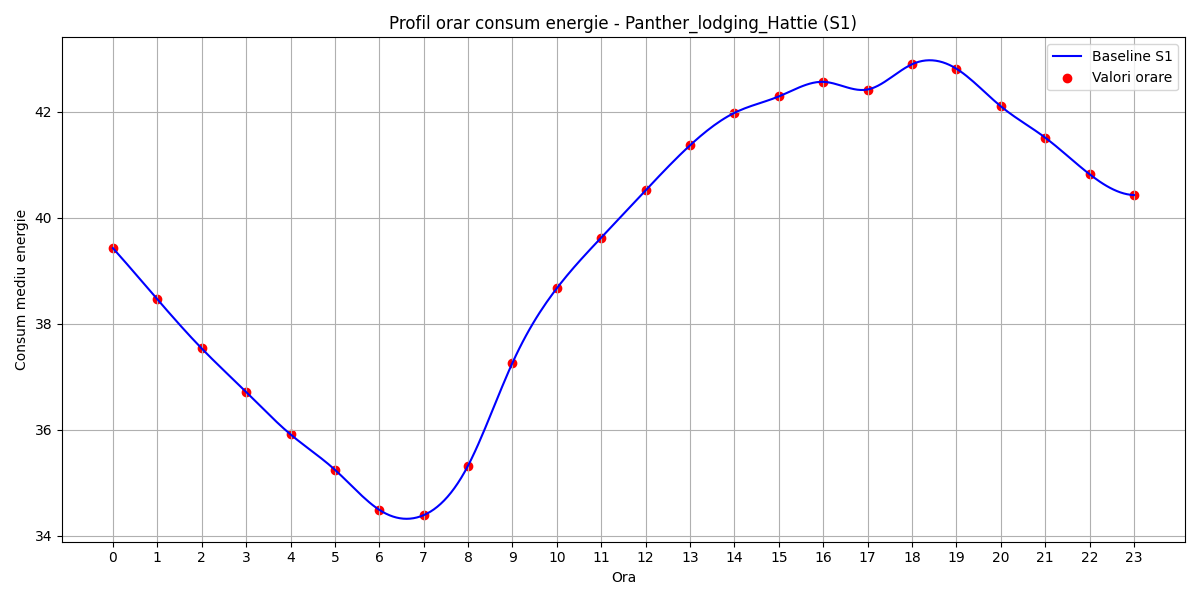 Profil orar consum energie - Panther_lodging_Hattie (S1)
Baseline S1
Valori orare
Consum mediu energie
42
40
38
36
34
0 1 2 3 4 5 6 7 8 9 10 11 12 13 14 15 16 17 18 19 20 21 22 23
Ora